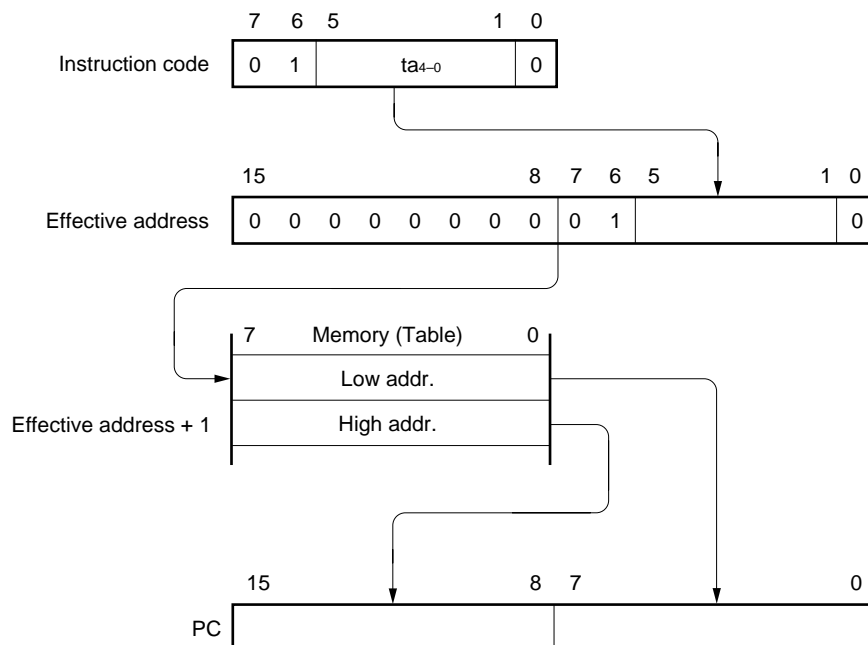 7 6 5 1 0
Instruction code 0 1 ta4–0 0
15 8 7 6 5 1 0
Effective address 0 0 0 0 0 0 0 0 0 1 0
7 Memory (Table) 0
Low addr.
Effective address + 1 High addr.
15 8 7 0
PC